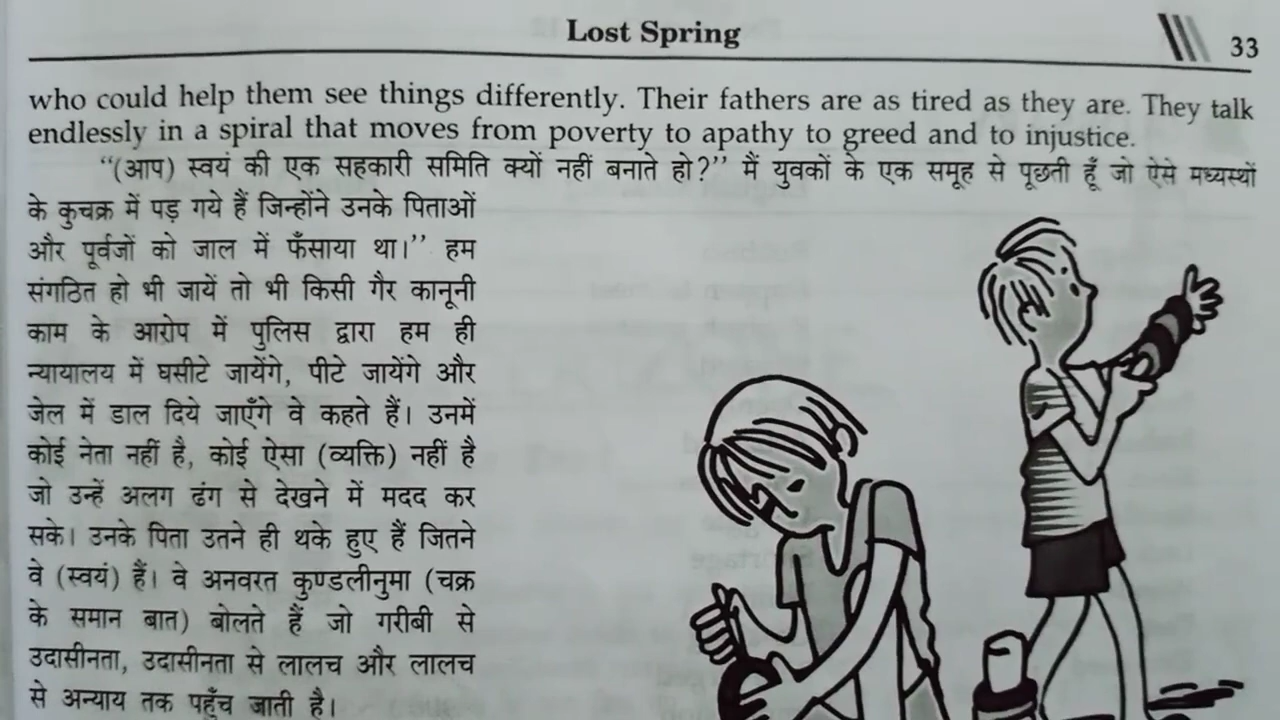 Lost Spring
33
who could help them see things differently. Their fathers are as tired as they are. They talk
endlessly in a spiral that moves from poverty to apathy to greed and to injustice.
“(आप) स्वयं की एक सहकारी समिति क्यों नहीं बनाते हो?” मैं युवकों के एक समूह से पूछती हूँ जो ऐसे मध्यस्थों
के कुचक्र में पड़ गये हैं जिन्होंने उनके पिताओं
और पूर्वजों को जाल में फँसाया था।” हम
संगठित हो भी जायें तो भी किसी गैर कानूनी
काम के आरोप में पुलिस द्वारा हम ही
न्यायालय में घसीटे जायेंगे, पीटे जायेंगे और
जेल में डाल दिये जाएँगे वे कहते हैं। उनमें
कोई नेता नहीं है, कोई ऐसा (व्यक्ति) नहीं है
जो उन्हें अलग ढंग से देखने में मदद कर
सके। उनके पिता उतने ही थके हुए हैं जितने
वे (स्वयं) हैं। वे अनवरत कुण्डलीनुमा (चक्र
के समान बात) बोलते हैं जो गरीबी से
उदासीनता, उदासीनता से लालच और लालच
से अन्याय तक पहुँच जाती है।